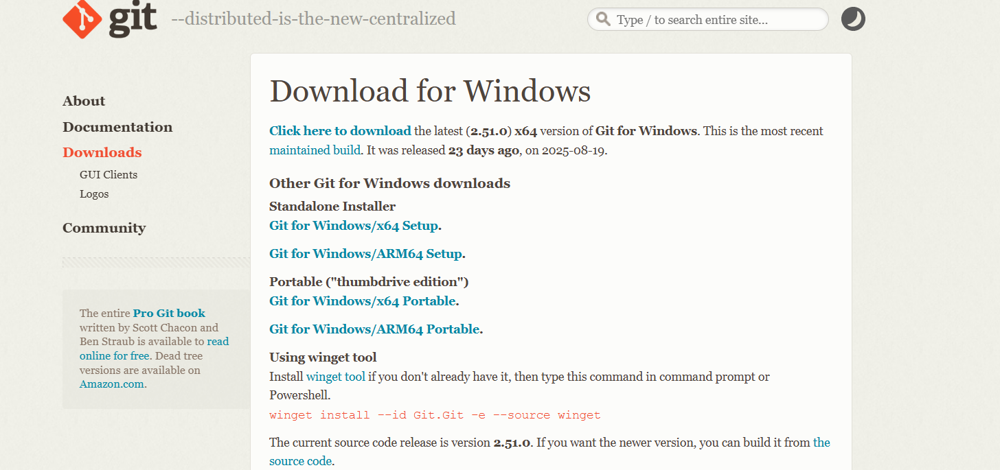 git --distributed-is-the-new-centralized
Type / to search entire site...
About
Documentation
Downloads
GUI Clients
Logos
Community
The entire Pro Git book
written by Scott Chacon and
Ben Straub is available to read
online for free. Dead tree
versions are available on
Amazon.com.
Download for Windows
Click here to download the latest (2.51.0) x64 version of Git for Windows. This is the most recent
maintained build. It was released 23 days ago, on 2025-08-19.
Other Git for Windows downloads
Standalone Installer
Git for Windows/x64 Setup.
Git for Windows/ARM64 Setup.
Portable ("thumbdrive edition")
Git for Windows/x64 Portable.
Git for Windows/ARM64 Portable.
Using winget tool
Install winget tool if you don't already have it, then type this command in command prompt or
Powershell.
winget install --id Git.Git -e --source winget
The current source code release is version 2.51.0. If you want the newer version, you can build it from the
source code.